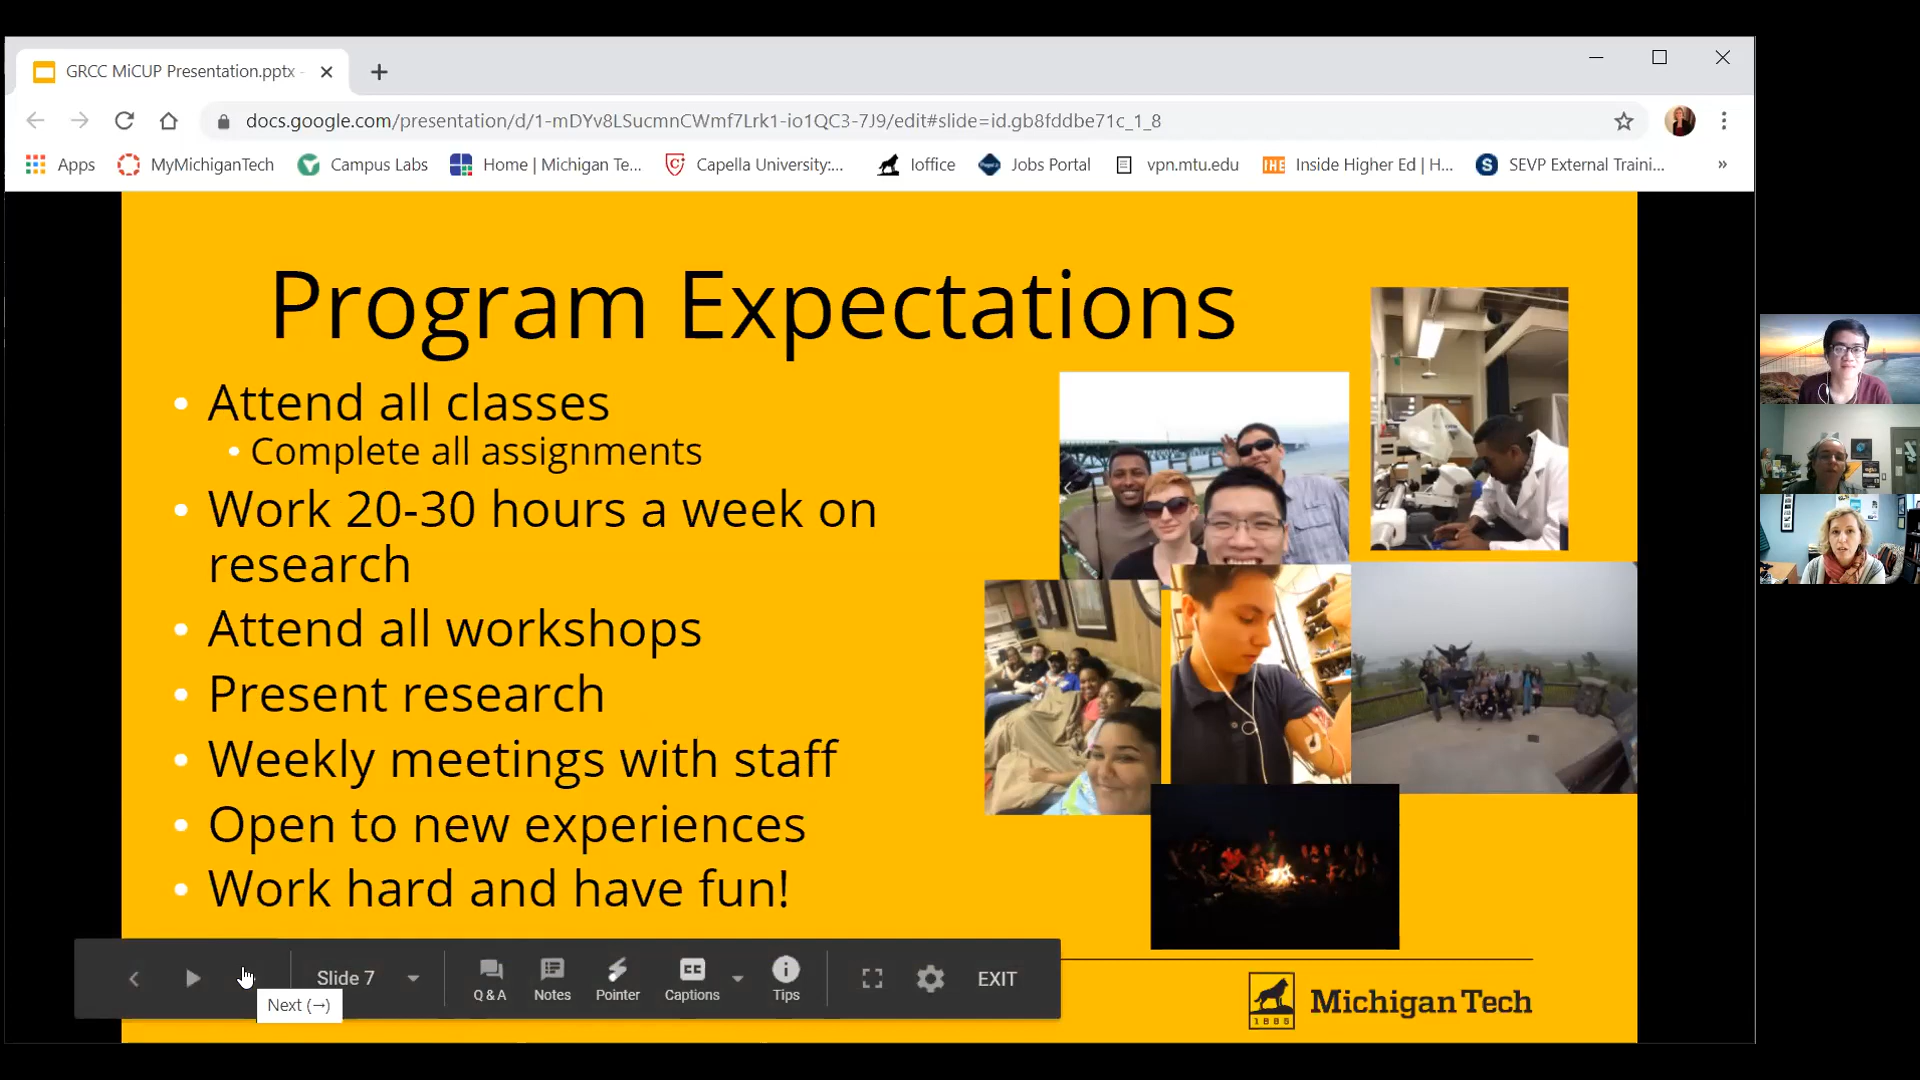 GRCC MiCUP Presentation.pptx -
docs.google.com/presentation/d/1-mDYv8LSucmnCWmf7Lrk1-io1QC3-7J9/edit#slide=id.gb8fddbe71c_1_8
Apps MyMichiganTech Campus Labs Home | Michigan Te... Capella University:... Ioffice Jobs Portal vpn.mtu.edu IHE Inside Higher Ed | H... S SEVP External Traini... »
Program Expectations
• Attend all classes
• Complete all assignments
• Work 20-30 hours a week on
research
• Attend all workshops
• Present research
• Weekly meetings with staff
• Open to new experiences
• Work hard and have fun!
Slide 7
Q & A
Notes
Pointer
CC
Captions
Tips
EXIT
Next (→)
1885
Michigan Tech